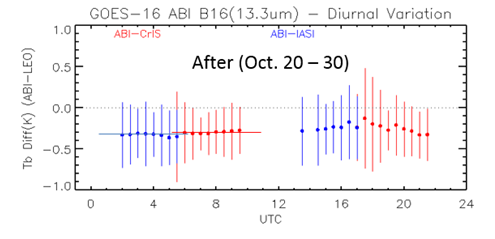 GOES-16 ABI B16(13.3um) - Diurnal Variation
ABI-CrIS ABI-IASI
After (Oct. 20 – 30)
Tb Diff(K) (ABI-LEO)
1.0
0.5
0.0
-0.5
-1.0
0 4 8 12 16 20 24
UTC